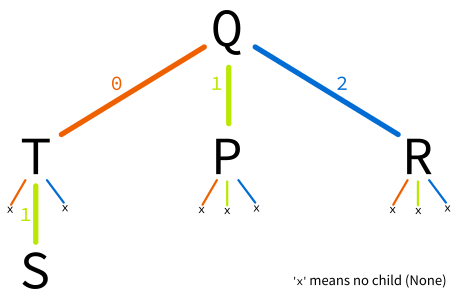 Q
0 1 2
T P R
x x x x x x x x
1
S
'x' means no child (None)